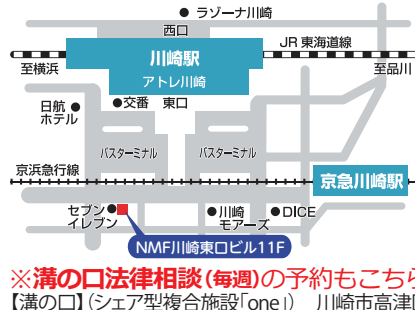 ラゾーナ川崎
西口
川崎駅
JR 東海道線
至横浜
至品川
アトレ川崎
交番
東口
日航
ホテル
バスターミナル
バスターミナル
京浜急行線
京急川崎駅
セブン
イレブン
川崎
モアーズ
DICE
NMF川崎東口ビル11F
※溝の口法律相談(毎週)の予約もこちら
【溝の口】(シェア型複合施設「one」) 川崎市高津区